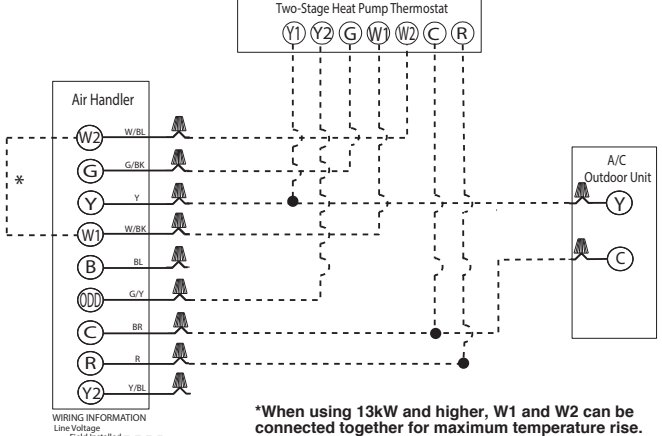 Two-Stage Heat Pump Thermostat
Y1 Y2 G W1 W2 C R
Air Handler
W2 W/BL
G G/BK
Y Y
W1 W/BK
B BL
ODD G/Y
C BR
R R
Y2 Y/BL
*
A/C
Outdoor Unit
Y
C
WIRING INFORMATION
Line Voltage
*When using 13kW and higher, W1 and W2 can be
connected together for maximum temperature rise.